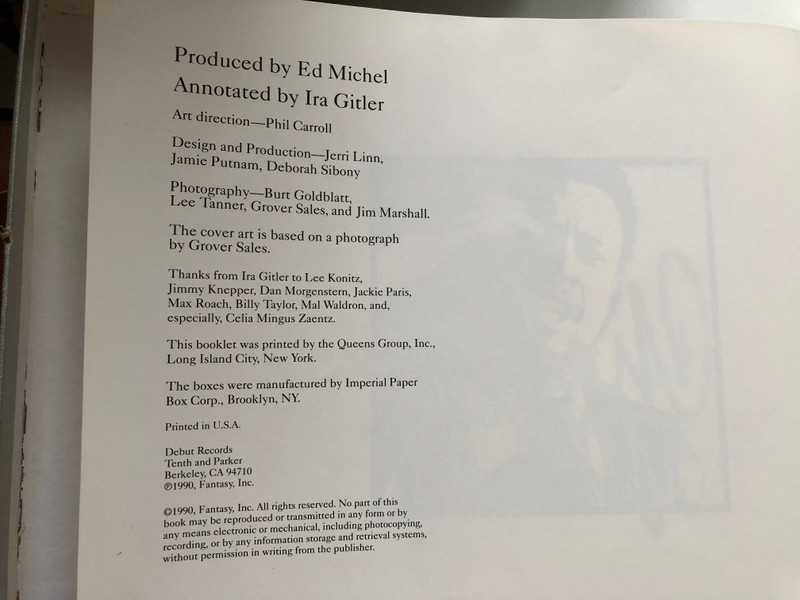 Produced by Ed Michel
Annotated by Ira Gitler
Art direction—Phil Carroll
Design and Production—Jerri Linn,
Jamie Putnam, Deborah Sibony
Photography—Burt Goldblatt,
Lee Tanner, Grover Sales, and Jim Marshall.
The cover art is based on a photograph
by Grover Sales.
Thanks from Ira Gitler to Lee Konitz,
Jimmy Knepper, Dan Morgenstern, Jackie Paris,
Max Roach, Billy Taylor, Mal Waldron, and,
especially, Celia Mingus Zaentz.
This booklet was printed by the Queens Group, Inc.,
Long Island City, New York.
The boxes were manufactured by Imperial Paper
Box Corp., Brooklyn, NY.
Printed in U.S.A.
Debut Records
Tenth and Parker
Berkeley, CA 94710
℗1990, Fantasy, Inc.
©1990, Fantasy, Inc. All rights reserved. No part of this
book may be reproduced or transmitted in any form or by
any means electronic or mechanical, including photocopying,
recording, or by any information storage and retrieval systems,
without permission in writing from the publisher.